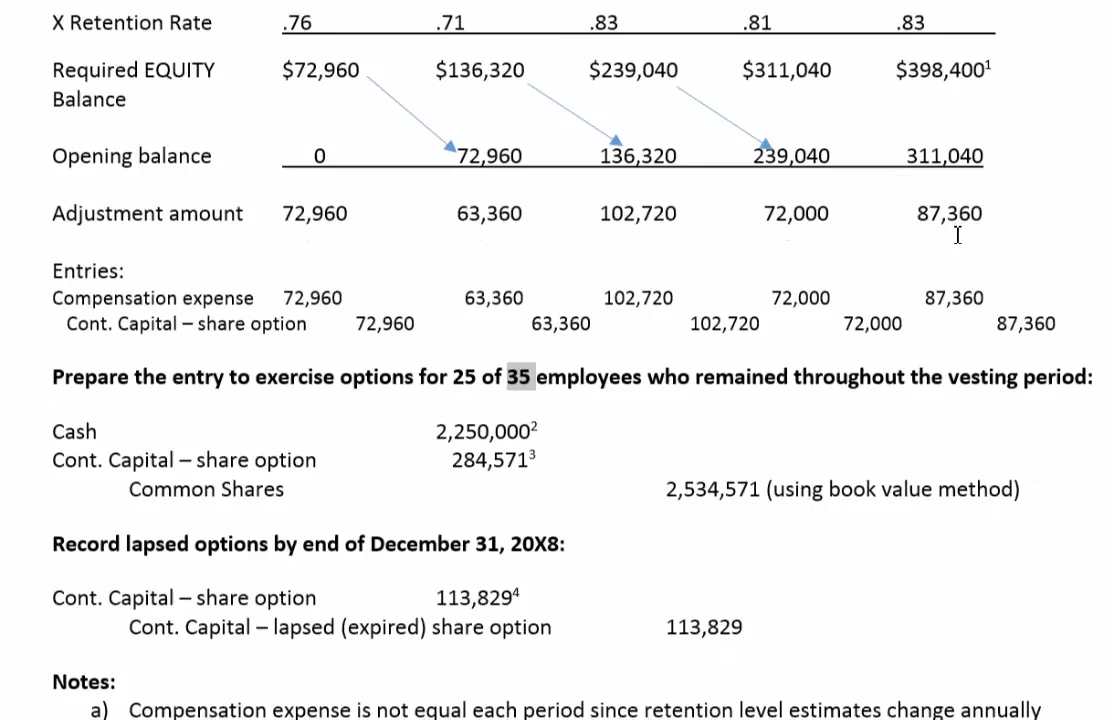 X Retention Rate .76 .71 .83 .81 .83
Required EQUITY $72,960 $136,320 $239,040 $311,040 $398,400¹
Balance
Opening balance 0 72,960 136,320 239,040 311,040
Adjustment amount 72,960 63,360 102,720 72,000 87,360
Entries:
Compensation expense 72,960 63,360 102,720 72,000 87,360
Cont. Capital – share option 72,960 63,360 102,720 72,000 87,360
Prepare the entry to exercise options for 25 of 35 employees who remained throughout the vesting period:
Cash 2,250,000²
Cont. Capital – share option 284,571³
Common Shares 2,534,571 (using book value method)
Record lapsed options by end of December 31, 20X8:
Cont. Capital – share option 113,829⁴
Cont. Capital – lapsed (expired) share option 113,829
Notes:
a) Compensation expense is not equal each period since retention level estimates change annually